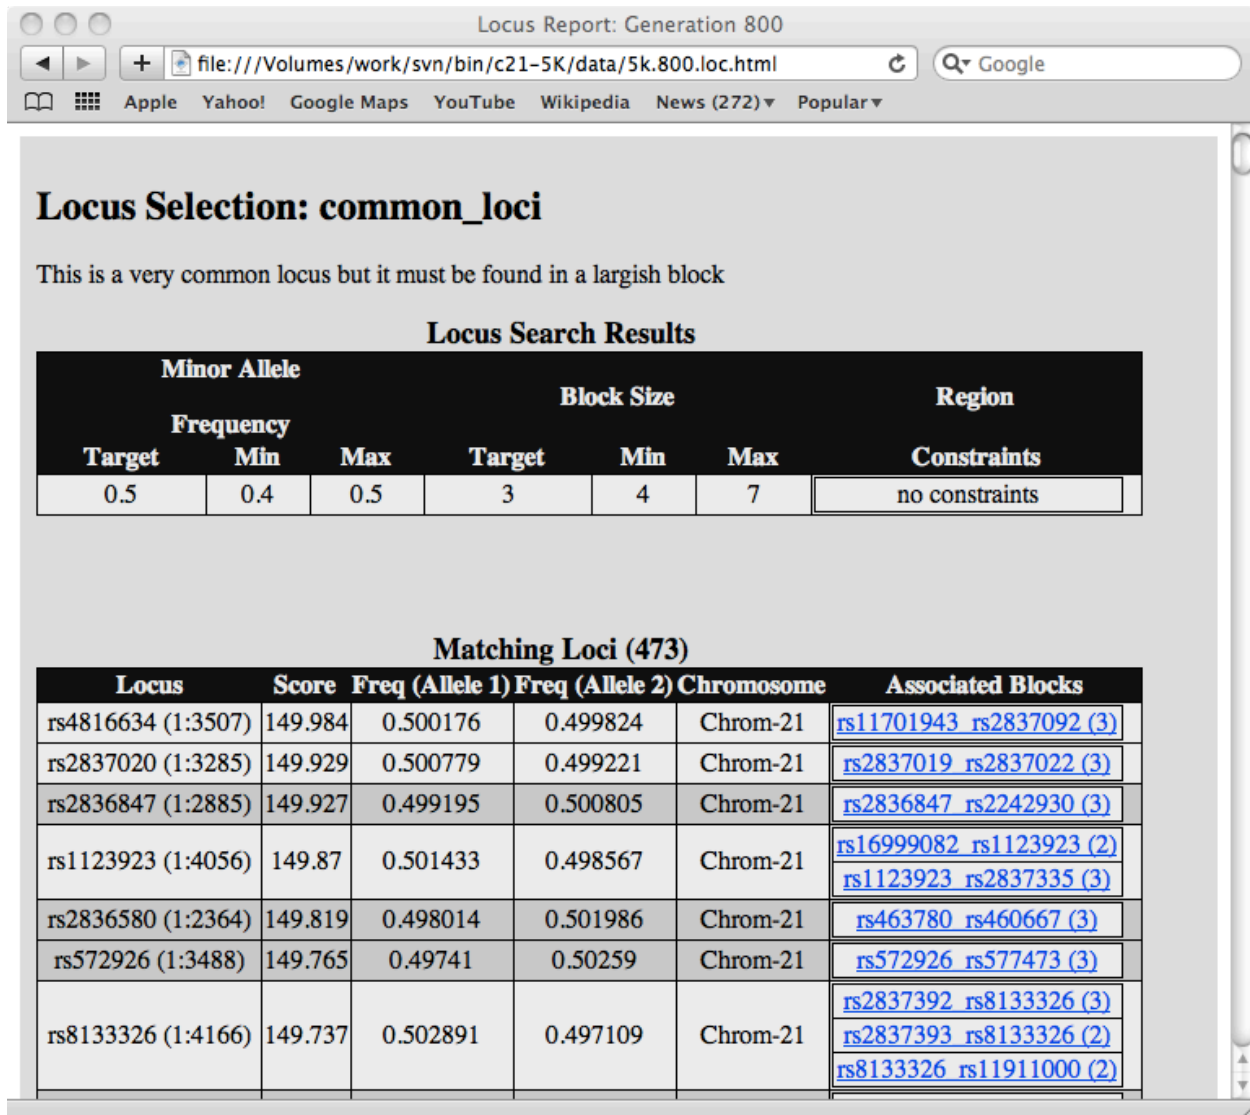 Locus Report: Generation 800
file:///Volumes/work/svn/bin/c21-5K/data/5k.800.loc.html
Google
Apple Yahoo! Google Maps YouTube Wikipedia News (272) Popular
Locus Selection: common_loci
This is a very common locus but it must be found in a largish block
Locus Search Results
Minor Allele
Frequency Block Size Region
Target Min Max Target Min Max Constraints
0.5 0.4 0.5 3 4 7 no constraints
Matching Loci (473)
Locus Score Freq (Allele 1) Freq (Allele 2) Chromosome Associated Blocks
rs4816634 (1:3507) 149.984 0.500176 0.499824 Chrom-21 rs11701943_rs2837092 (3)
rs2837020 (1:3285) 149.929 0.500779 0.499221 Chrom-21 rs2837019_rs2837022 (3)
rs2836847 (1:2885) 149.927 0.499195 0.500805 Chrom-21 rs2836847_rs2242930 (3)
rs1123923 (1:4056) 149.87 0.501433 0.498567 Chrom-21 rs16999082_rs1123923 (2)
rs1123923_rs2837335 (3)
rs2836580 (1:2364) 149.819 0.498014 0.501986 Chrom-21 rs463780_rs460667 (3)
rs572926 (1:3488) 149.765 0.49741 0.50259 Chrom-21 rs572926_rs577473 (3)
rs8133326 (1:4166) 149.737 0.502891 0.497109 Chrom-21 rs2837392_rs8133326 (3)
rs2837393_rs8133326 (2)
rs8133326_rs11911000 (2)